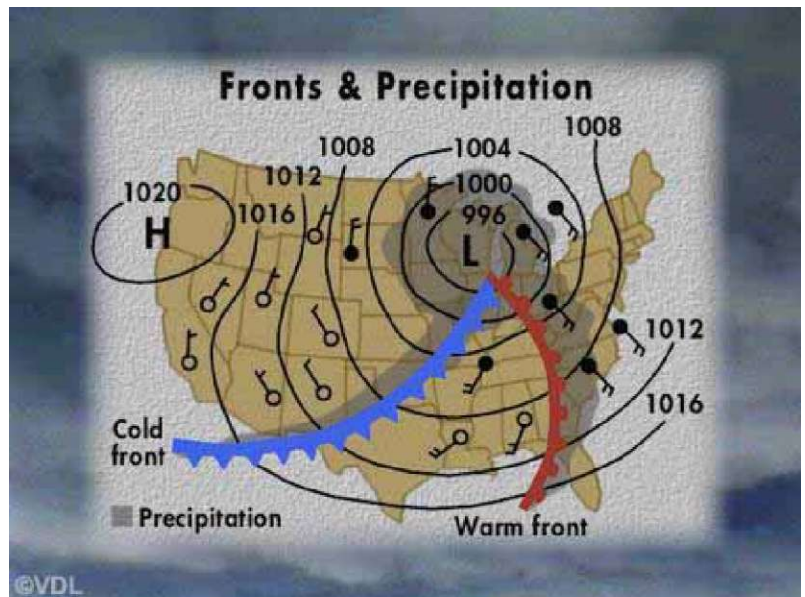 Fronts & Precipitation
1008
1008
1004
1012
1000
1020
1016
996
H
L
1012
1016
Cold
front
Precipitation
Warm front
©VDL